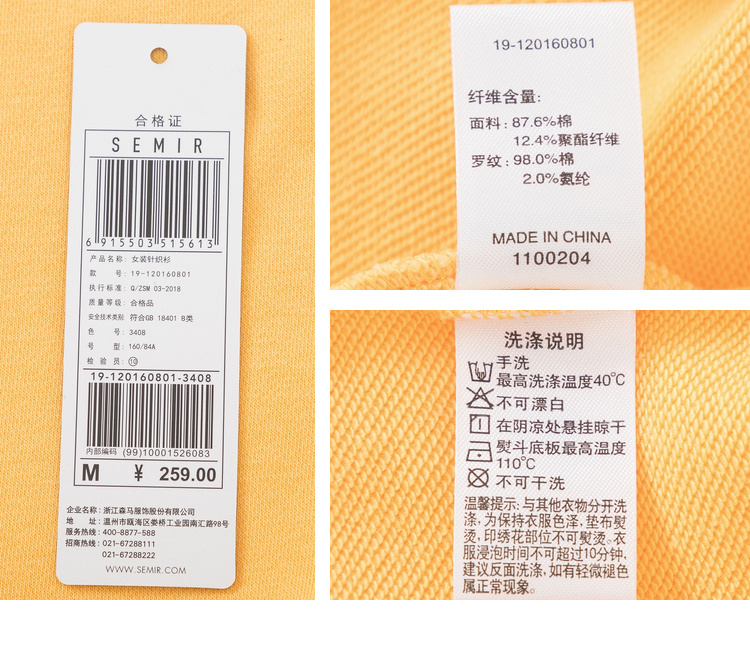 合格证
SEMIR
6 915503 515613
产品名称: 女装针织衫
款 号: 19-120160801
执行标准: Q/ZSM 03-2018
质量等级: 合格品
安全技术类别: 符合GB 18401 B类
色 号: 3408
号 型: 160/84A
检 验 员: ⑩
19-120160801-3408
内部编码 (99)10001526083
M ¥ 259.00
企业名称: 浙江森马服饰股份有限公司
地 址: 温州市瓯海区娄桥工业园南汇路98号
服务热线: 400-8877-588
招商热线: 021-67288111
021-67288222
WWW.SEMIR.COM
19-120160801
纤维含量:
面料: 87.6%棉
12.4%聚酯纤维
罗纹: 98.0%棉
2.0%氨纶
MADE IN CHINA
1100204
洗涤说明
手洗
最高洗涤温度40℃
不可漂白
在阴凉处悬挂晾干
熨斗底板最高温度
110℃
不可干洗
温馨提示: 与其他衣物分开洗
涤, 为保持衣服色泽, 垫布熨
烫, 印绣花部位不可熨烫。衣
服浸泡时间不可超过10分钟,
建议反面洗涤, 如有轻微褪色
属正常现象。